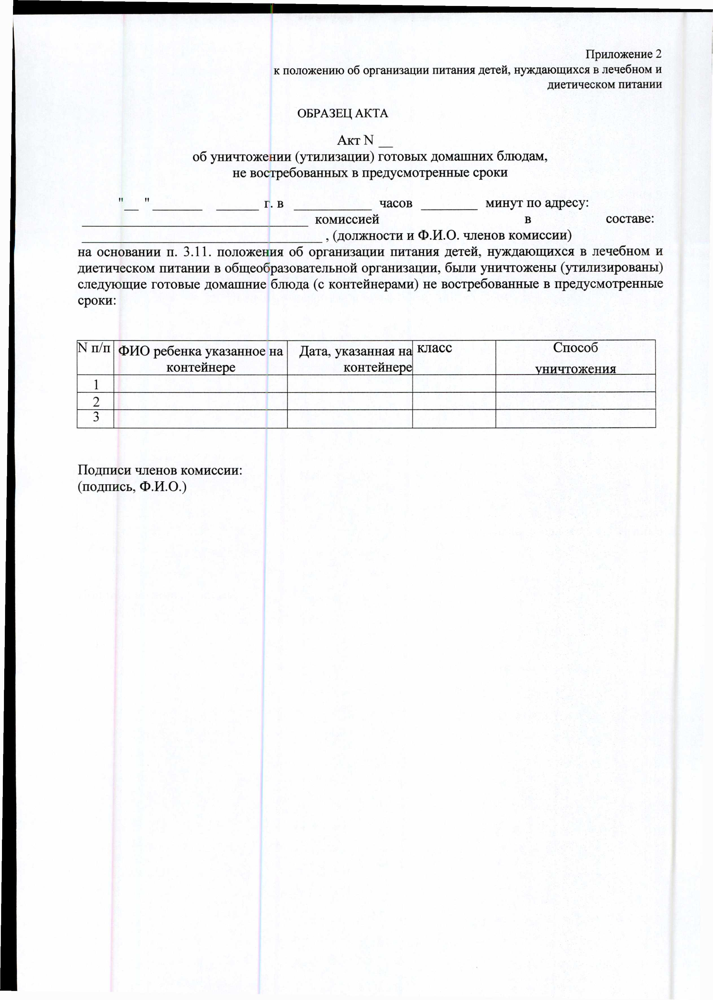 Приложение 2
к положению об организации питания детей, нуждающихся в лечебном и
диетическом питании
ОБРАЗЕЦ АКТА
Акт N __
об уничтожении (утилизации) готовых домашних блюдам,
не востребованных в предусмотренные сроки
"__ "_______ ______ г. в ___________ часов ________ минут по адресу:
________________________________ комиссией в составе:
__________________________________ , (должности и Ф.И.О. членов комиссии)
на основании п. 3.11. положения об организации питания детей, нуждающихся в лечебном и
диетическом питании в общеобразовательной организации, были уничтожены (утилизированы)
следующие готовые домашние блюда (с контейнерами) не востребованные в предусмотренные
сроки:
N п/п ФИО ребенка указанное на Дата, указанная на класс Способ
контейнере контейнере уничтожения
1
2
3
Подписи членов комиссии:
(подпись, Ф.И.О.)